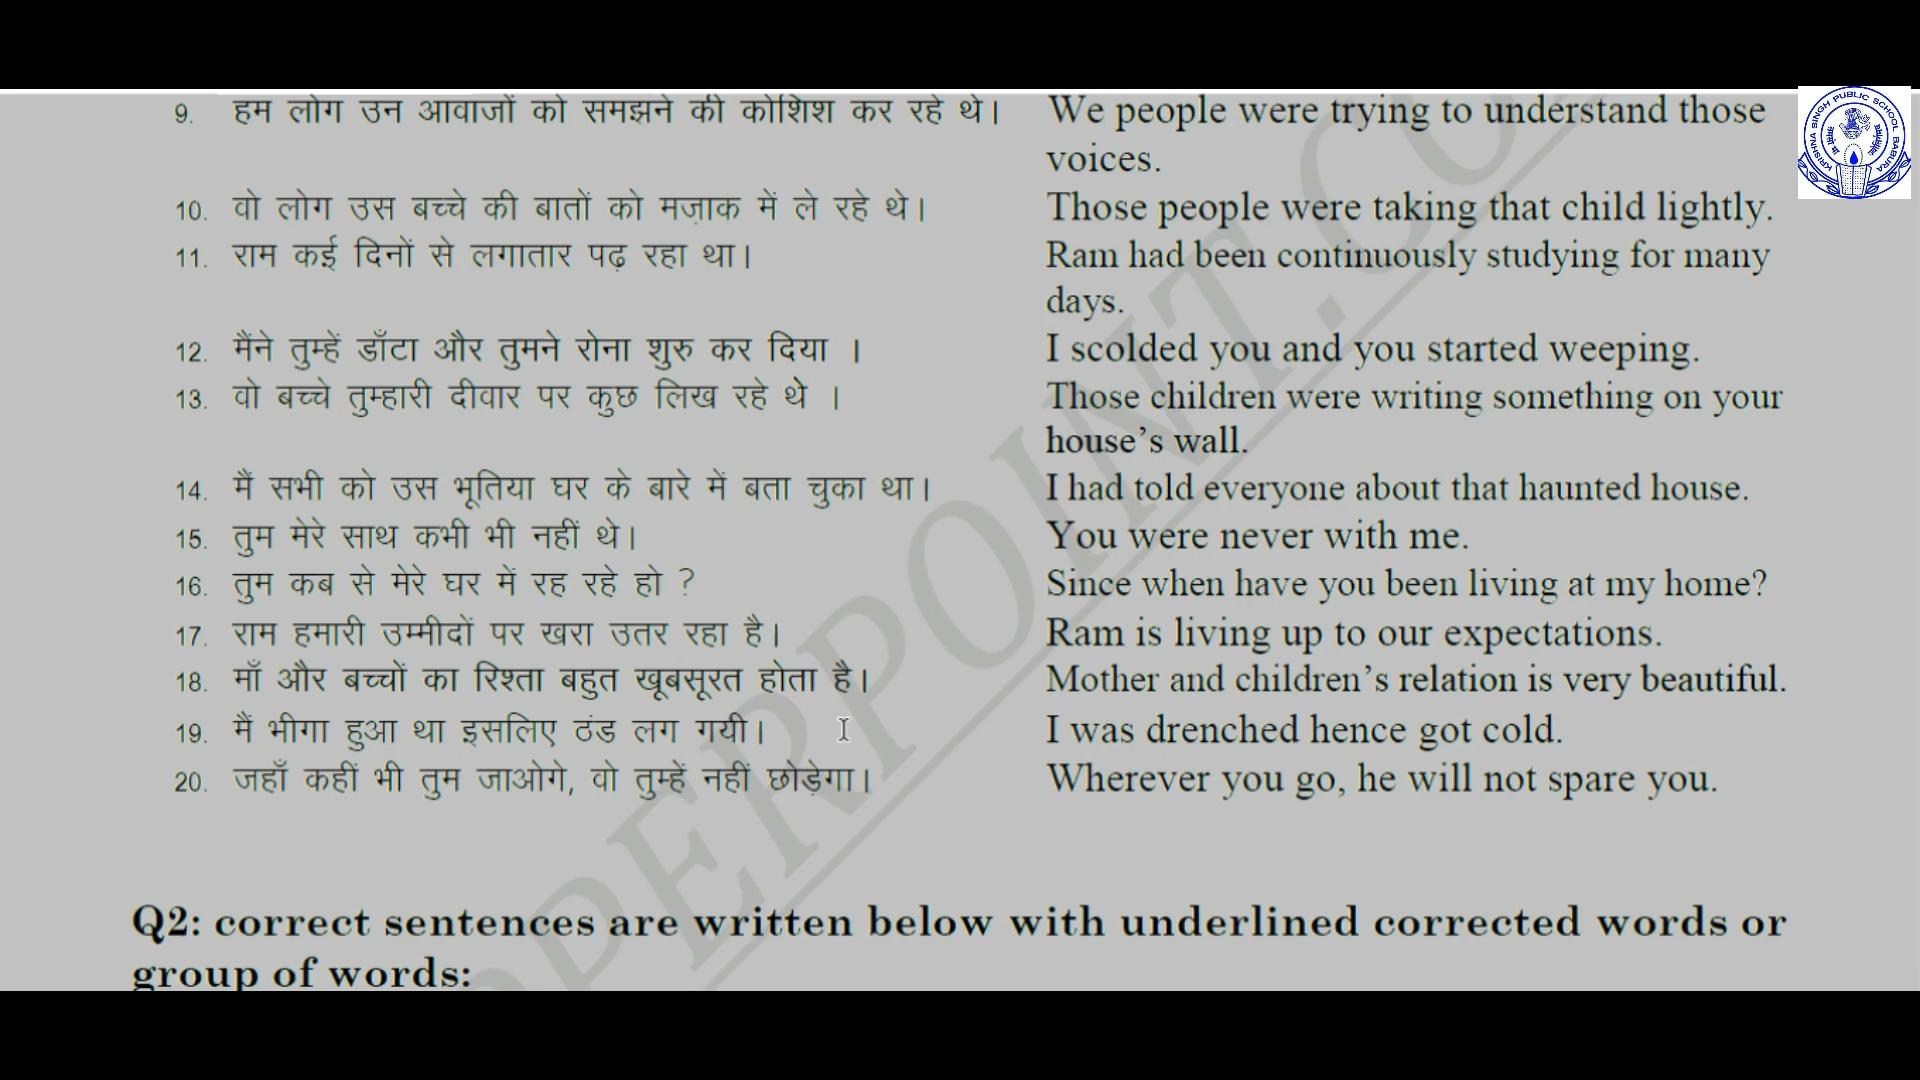 9. हम लोग उन आवाजों को समझने की कोशिश कर रहे थे। We people were trying to understand those
voices.
10. वो लोग उस बच्चे की बातों को मज़ाक में ले रहे थे। Those people were taking that child lightly.
11. राम कई दिनों से लगातार पढ़ रहा था। Ram had been continuously studying for many
days.
12. मैंने तुम्हें डाँटा और तुमने रोना शुरु कर दिया । I scolded you and you started weeping.
13. वो बच्चे तुम्हारी दीवार पर कुछ लिख रहे थे । Those children were writing something on your
house’s wall.
14. मैं सभी को उस भूतिया घर के बारे में बता चुका था। I had told everyone about that haunted house.
15. तुम मेरे साथ कभी भी नहीं थे। You were never with me.
16. तुम कब से मेरे घर में रह रहे हो ? Since when have you been living at my home?
17. राम हमारी उम्मीदों पर खरा उतर रहा है। Ram is living up to our expectations.
18. माँ और बच्चों का रिश्ता बहुत खूबसूरत होता है। Mother and children’s relation is very beautiful.
19. मैं भीगा हुआ था इसलिए ठंड लग गयी। I was drenched hence got cold.
20. जहाँ कहीं भी तुम जाओगे, वो तुम्हें नहीं छोड़ेगा। Wherever you go, he will not spare you.
Q2: correct sentences are written below with underlined corrected words or
group of words:
KRISHNA SINGH PUBLIC SCHOOL BABURA